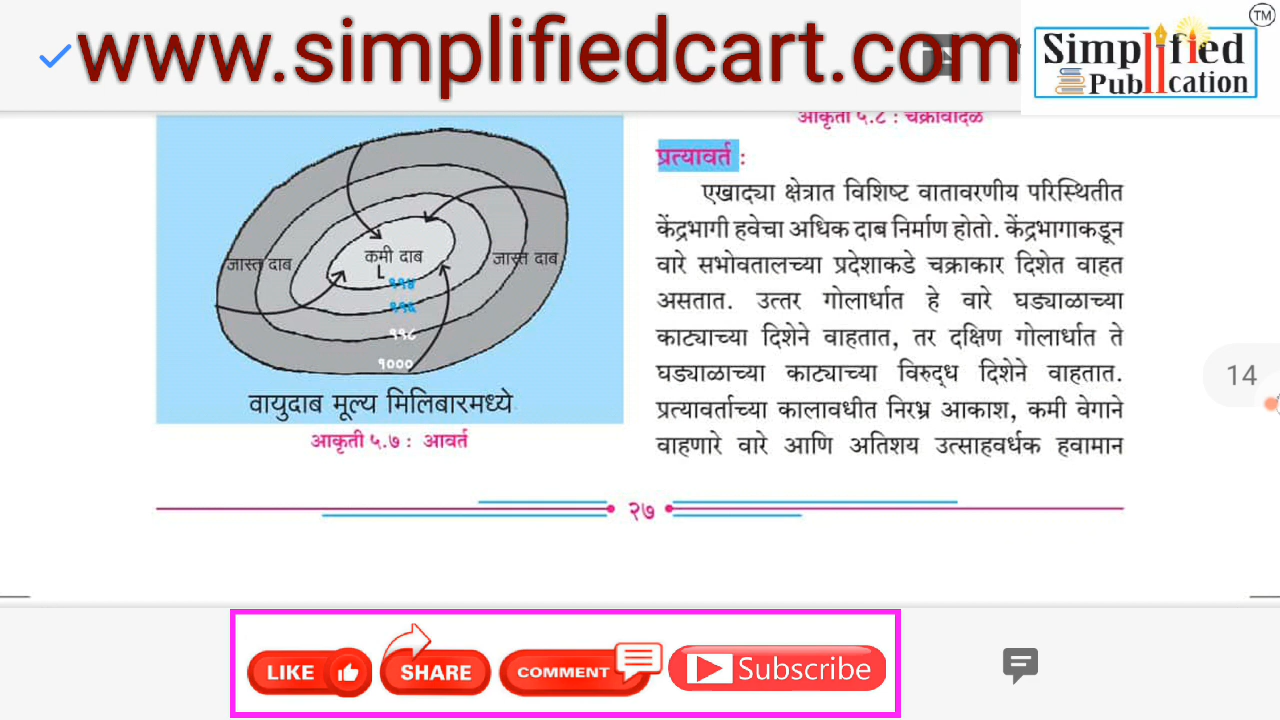 www.simplifiedcart.com
Simplified
Publication
TM
जास्त दाब
कमी दाब
L
जास्त दाब
९९४
९९६
९९८
१०००
वायुदाब मूल्य मिलिबारमध्ये
आकृती ५.७ : आवर्त
आकृती ५.८ : चक्रीवादळ
प्रत्यावर्त :
एखाद्या क्षेत्रात विशिष्ट वातावरणीय परिस्थितीत
केंद्रभागी हवेचा अधिक दाब निर्माण होतो. केंद्रभागाकडून
वारे सभोवतालच्या प्रदेशाकडे चक्राकार दिशेत वाहत
असतात. उत्तर गोलार्धात हे वारे घड्याळाच्या
काट्याच्या दिशेने वाहतात, तर दक्षिण गोलार्धात ते
घड्याळाच्या काट्याच्या विरुद्ध दिशेने वाहतात.
प्रत्यावर्ताच्या कालावधीत निरभ्र आकाश, कमी वेगाने
वाहणारे वारे आणि अतिशय उत्साहवर्धक हवामान
14
२७
LIKE
SHARE
COMMENT
Subscribe